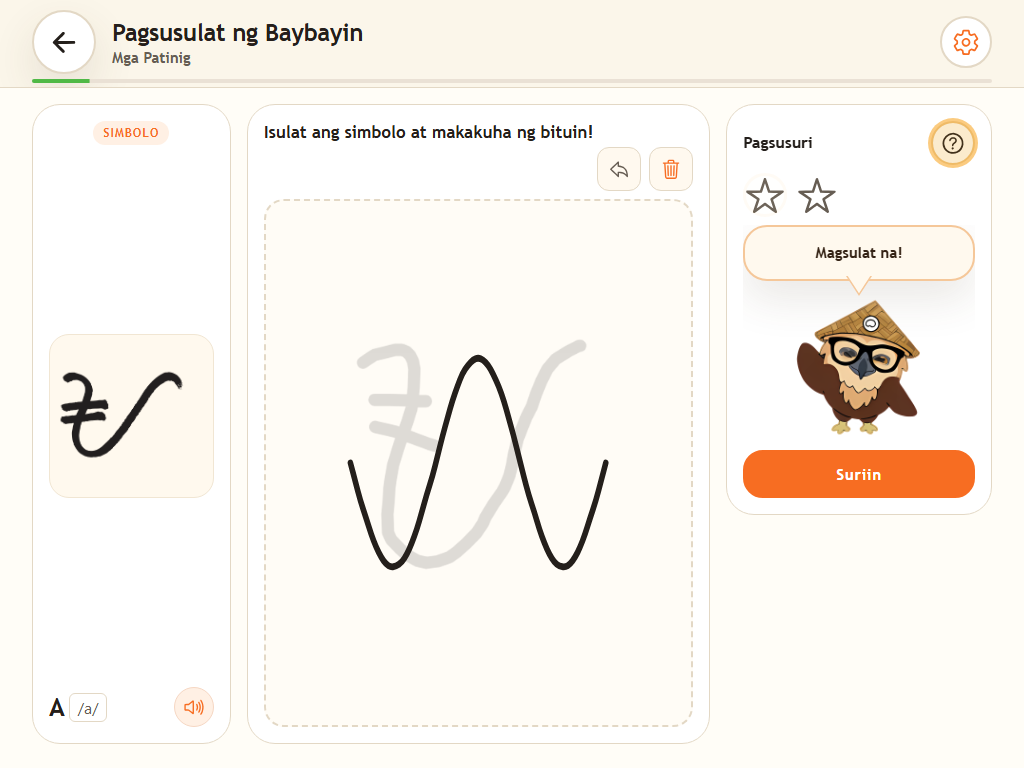 Pagsusulat ng Baybayin
Mga Patinig
SIMBOLO
ᜀ
A /a/
Isulat ang simbolo at makakuha ng bituin!
ᜀ
Pagsusuri
?
Magsulat na!
Suriin